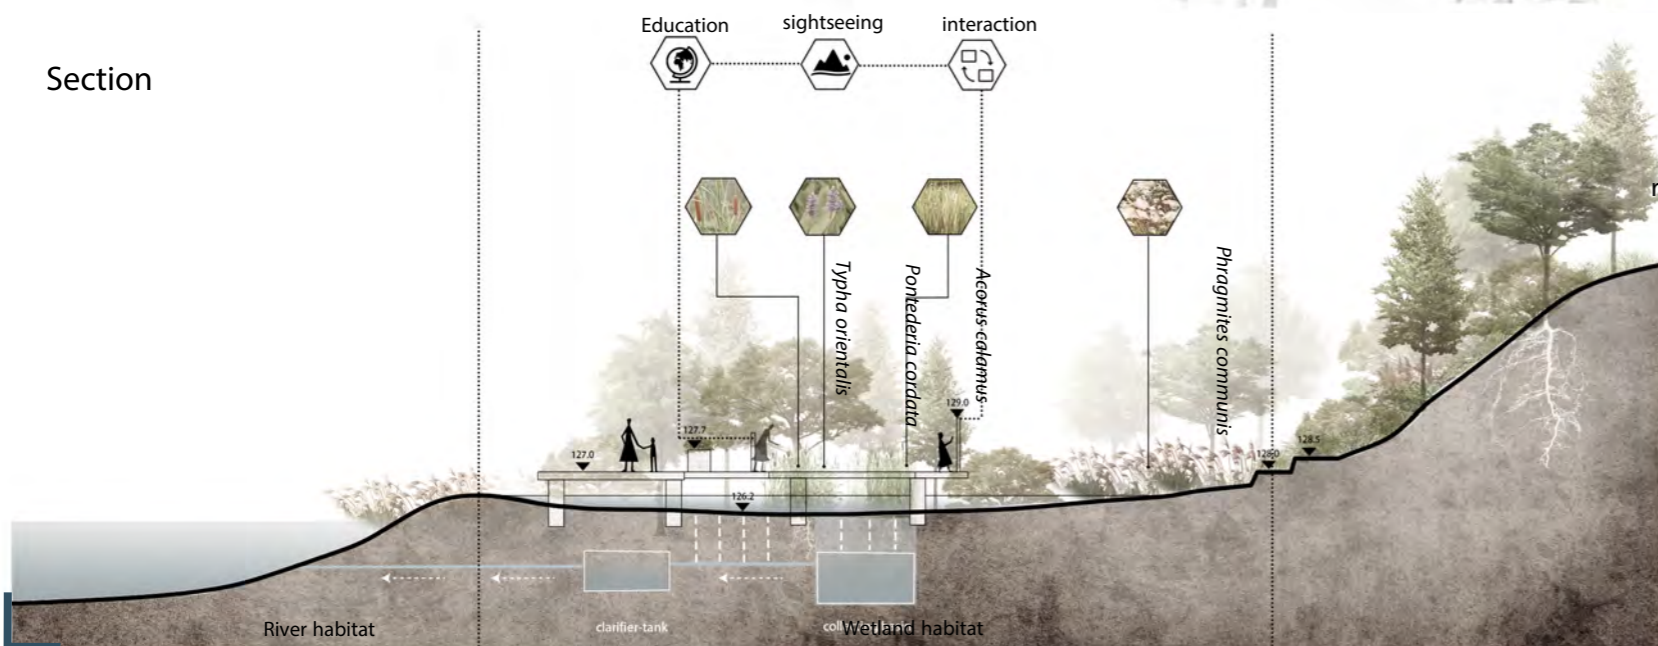 Section
Education
sightseeing
interaction
Typha orientalis
Pontederia cordata
Acorus calamus
Phragmites communis
129.0
127.7
127.0
128.0
128.5
126.2
River habitat
clarifier-tank
Wetland habitat